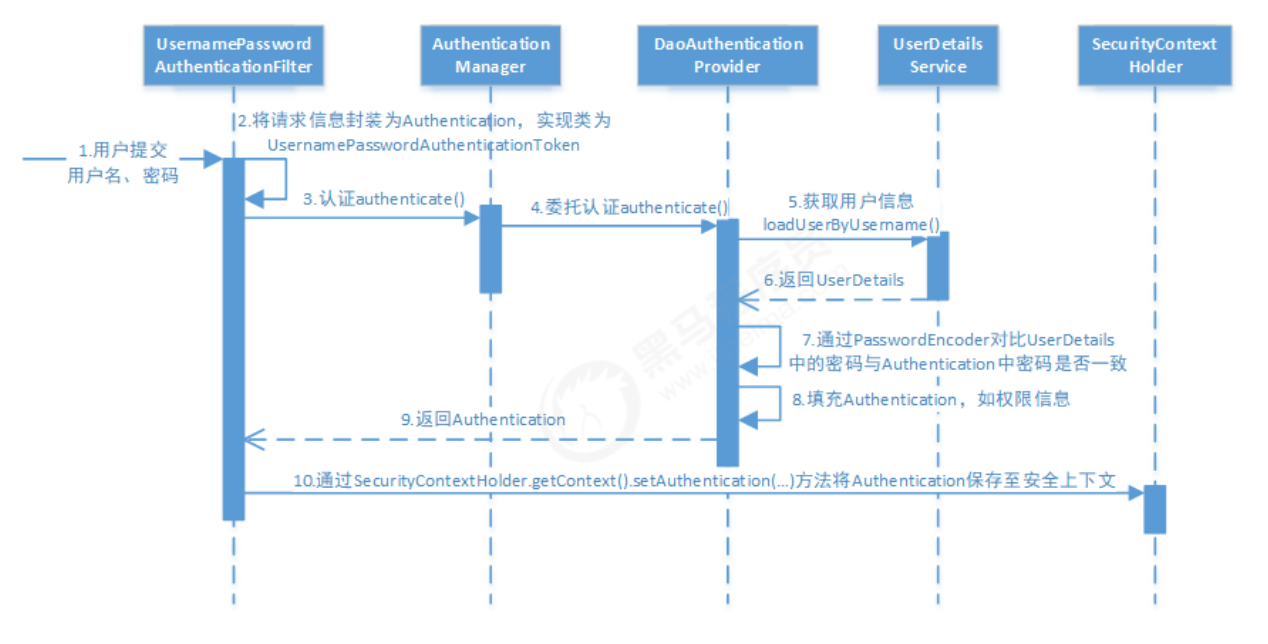 UsernamePassword
AuthenticationFilter
Authentication
Manager
DaoAuthentication
Provider
UserDetails
Service
SecurityContext
Holder
2.将请求信息封装为Authentication，实现类为
UsernamePasswordAuthenticationToken
1.用户提交
用户名、密码
3.认证authenticate()
4.委托认证authenticate()
5.获取用户信息
loadUserByUsername()
6.返回UserDetails
7.通过PasswordEncoder对比UserDetails
中的密码与Authentication中密码是否一致
8.填充Authentication，如权限信息
9.返回Authentication
10.通过SecurityContextHolder.getContext().setAuthentication(...)方法将Authentication保存至安全上下文
黑马程序员